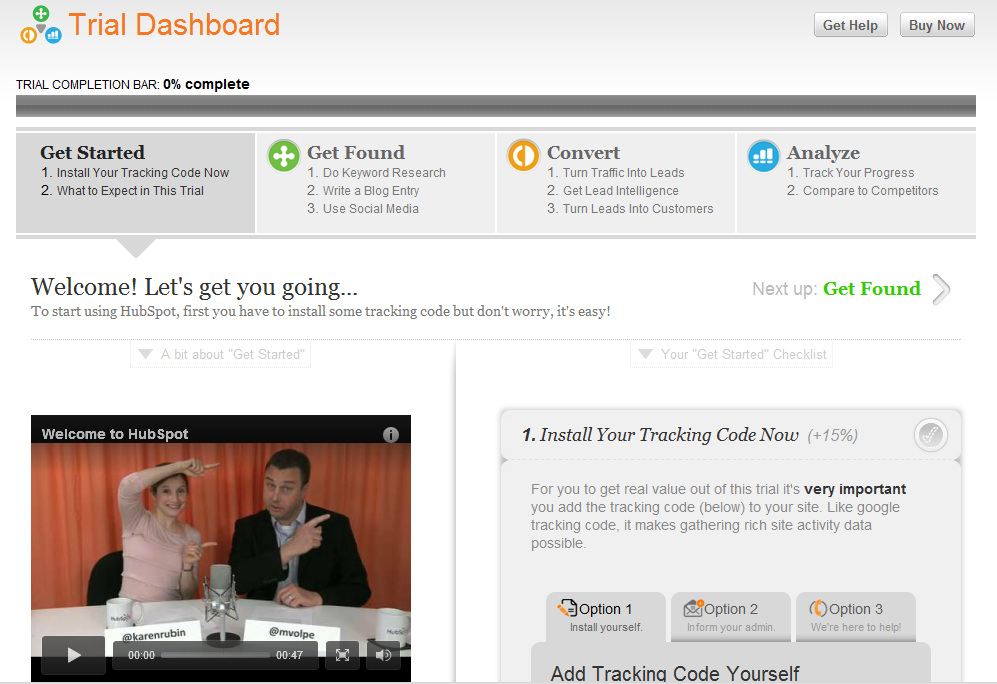 Trial Dashboard
Get Help
Buy Now
TRIAL COMPLETION BAR: 0% complete
Get Started
1. Install Your Tracking Code Now
2. What to Expect in This Trial
Get Found
1. Do Keyword Research
2. Write a Blog Entry
3. Use Social Media
Convert
1. Turn Traffic Into Leads
2. Get Lead Intelligence
3. Turn Leads Into Customers
Analyze
1. Track Your Progress
2. Compare to Competitors
Welcome! Let's get you going...
To start using HubSpot, first you have to install some tracking code but don't worry, it's easy!
Next up: Get Found
A bit about "Get Started"
Welcome to HubSpot
HubSpot
@karenrubin
@mvolpe
HubSpot
00:00
00:47
Your "Get Started" Checklist
1. Install Your Tracking Code Now (+15%)
For you to get real value out of this trial it's very important
you add the tracking code (below) to your site. Like google
tracking code, it makes gathering rich site activity data
possible.
Option 1
Install yourself.
Option 2
Inform your admin.
Option 3
We're here to help!
Add Tracking Code Yourself